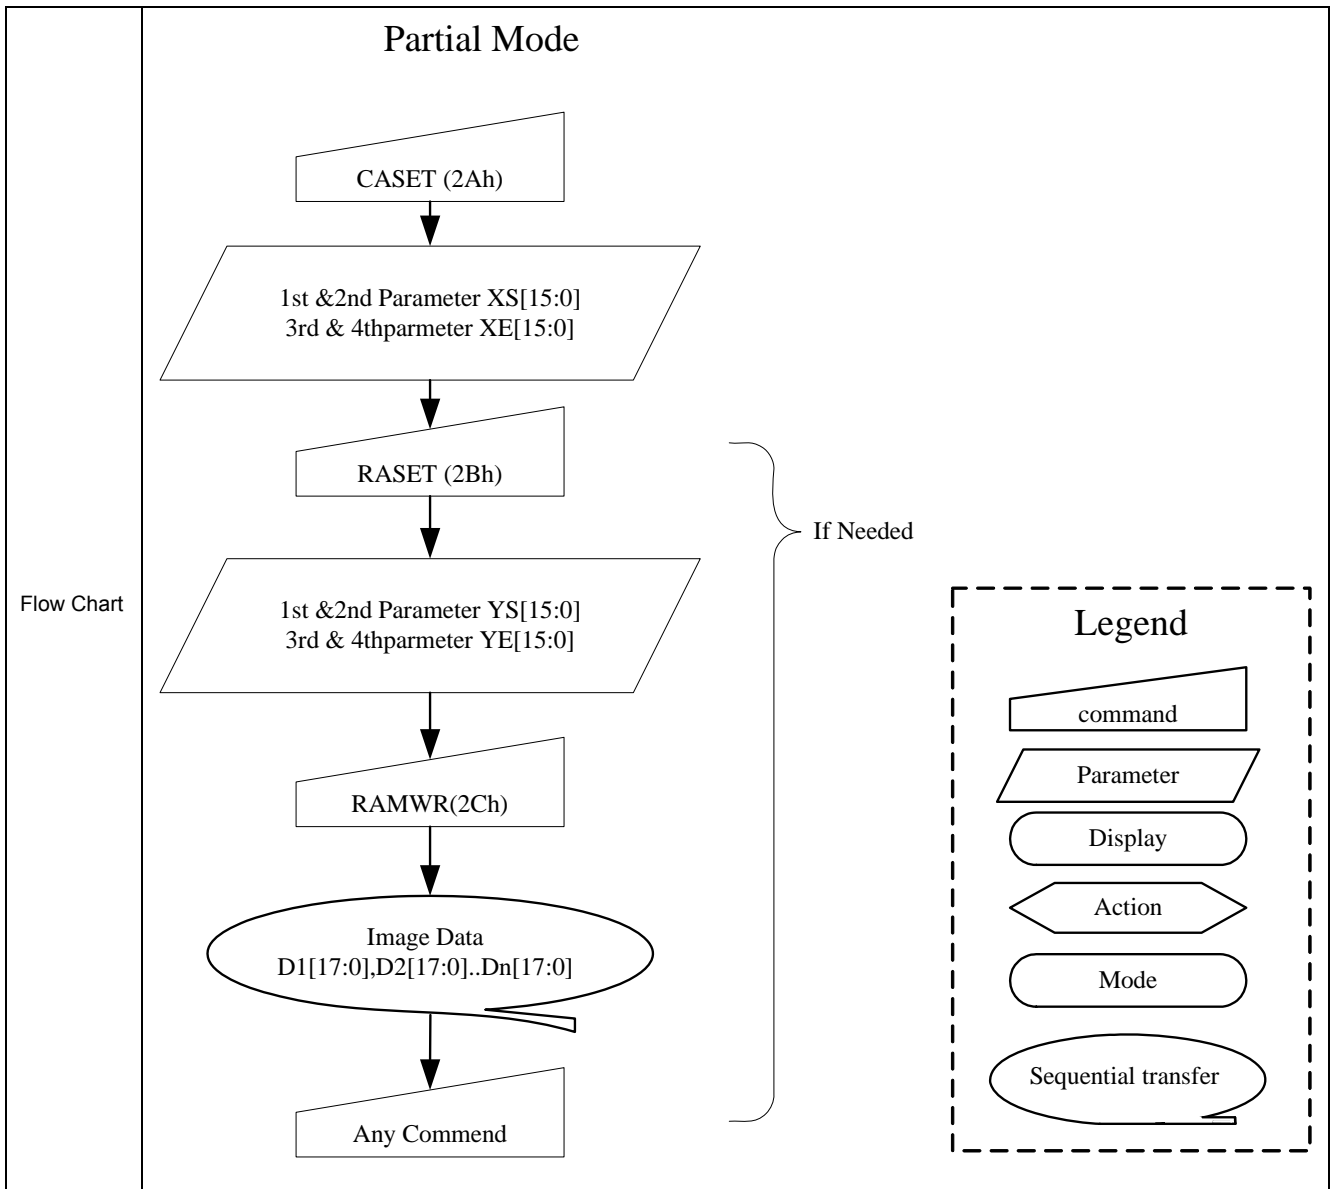 Partial Mode
CASET (2Ah)
1st &2nd Parameter XS[15:0]
3rd & 4thparmeter XE[15:0]
RASET (2Bh)
If Needed
1st &2nd Parameter YS[15:0]
3rd & 4thparmeter YE[15:0]
RAMWR(2Ch)
Image Data
D1[17:0],D2[17:0]..Dn[17:0]
Any Commend
Flow Chart
Legend
command
Parameter
Display
Action
Mode
Sequential transfer